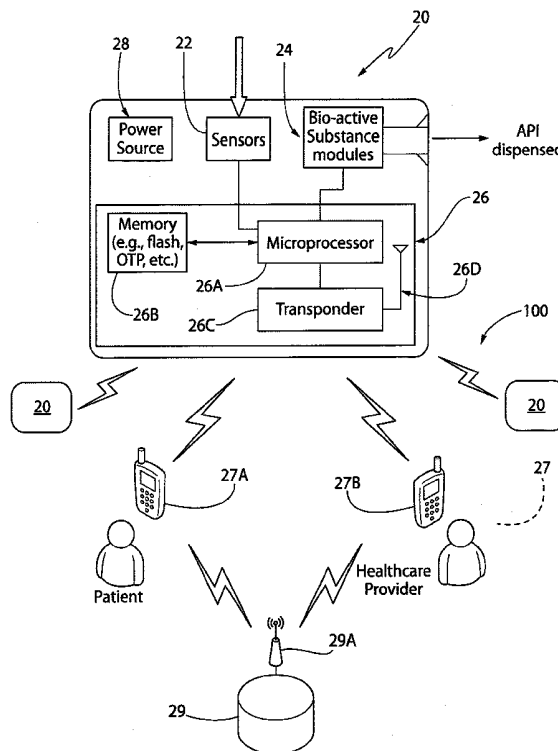 20
28
22
24
Power
Source
Sensors
Bio-active
Substance
modules
API
dispensed
26
Memory
(e.g., flash,
OTP, etc.)
Microprocessor
26A
26D
26B
26C
Transponder
100
20
20
27A
27B
27
Patient
Healthcare
Provider
29A
29